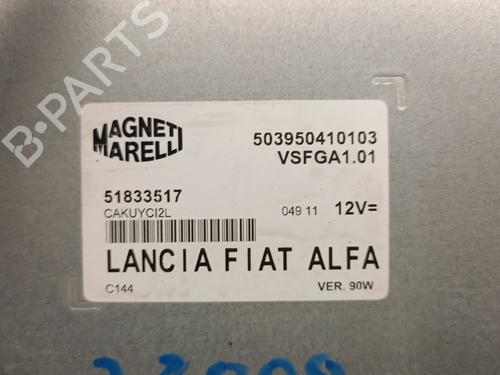 B-PARTS
MAGNETI
MARELLI
503950410103
VSFGA1.01
51833517
CAKUYCI2L
049 11
12V=
LANCIA FIAT ALFA
C144
VER. 90W